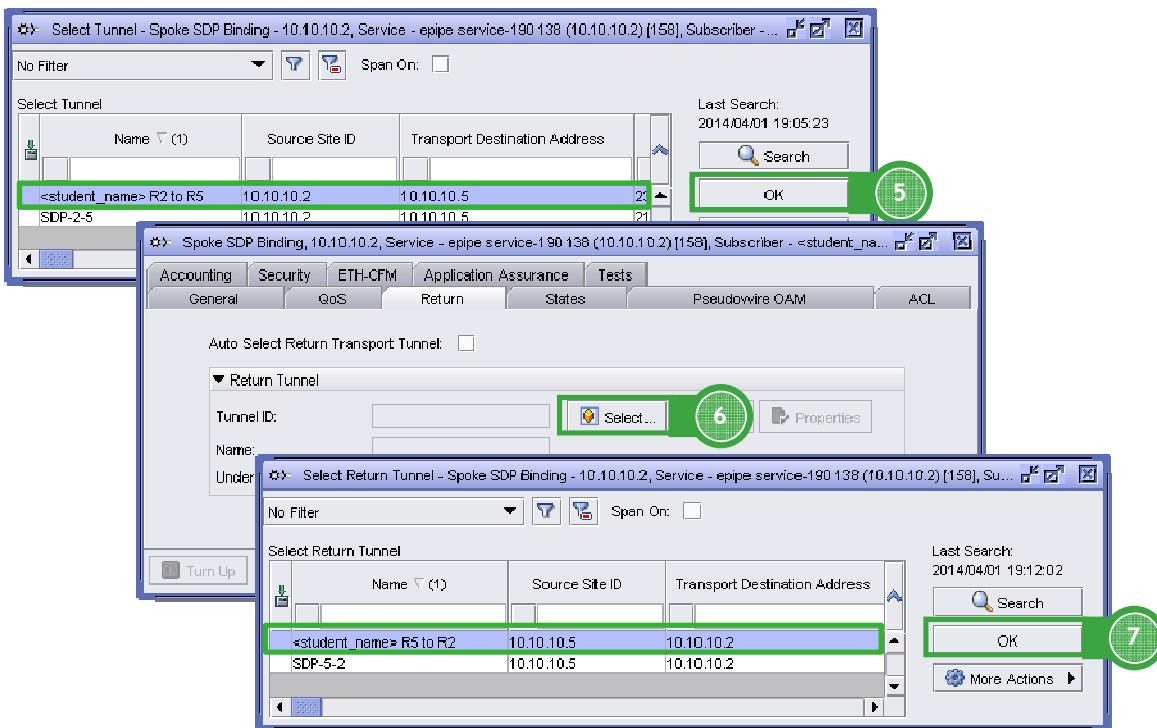 Select Tunnel - Spoke SDP Binding - 10.10.10.2, Service - epipe service-190 138 (10.10.10.2) [158], Subscriber - ...
No Filter
Span On:
Select Tunnel
Last Search:
2014/04/01 19:05:23
Name (1)
Source Site ID
Transport Destination Address
Search
<student_name> R2 to R5 10.10.10.2 10.10.10.5 23
OK
5
SDP-2-5 10.10.10.2 10.10.10.5 21
Spoke SDP Binding, 10.10.10.2, Service - epipe service-190 138 (10.10.10.2) [158], Subscriber - <student_na...
Accounting Security ETH-CFM Application Assurance Tests
General QoS Return States Pseudowire OAM ACL
Auto Select Return Transport Tunnel:
Return Tunnel
Tunnel ID:
Select...
6
Properties
Name:
Under
Turn Up
Select Return Tunnel - Spoke SDP Binding - 10.10.10.2, Service - epipe service-190 138 (10.10.10.2) [158], Su...
No Filter
Span On:
Select Return Tunnel
Last Search:
2014/04/01 19:12:02
Name (1)
Source Site ID
Transport Destination Address
Search
<student_name> R5 to R2 10.10.10.5 10.10.10.2
OK
7
SDP-5-2 10.10.10.5 10.10.10.2
More Actions